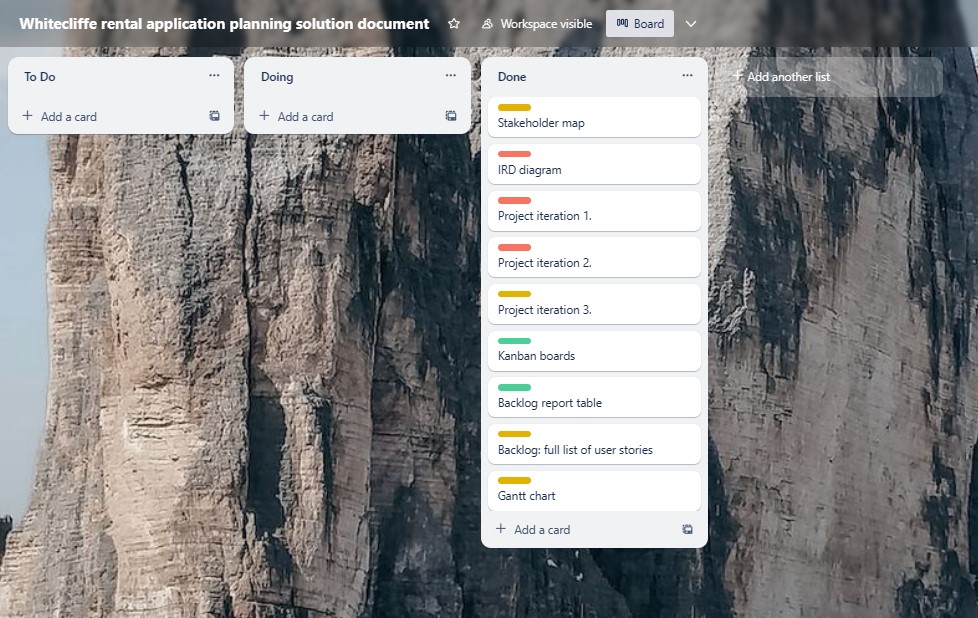 Whitecliffe rental application planning solution document
Workspace visible
Board
To Do
Add a card
Doing
Add a card
Done
Stakeholder map
IRD diagram
Project iteration 1.
Project iteration 2.
Project iteration 3.
Kanban boards
Backlog report table
Backlog: full list of user stories
Gantt chart
Add a card
Add another list